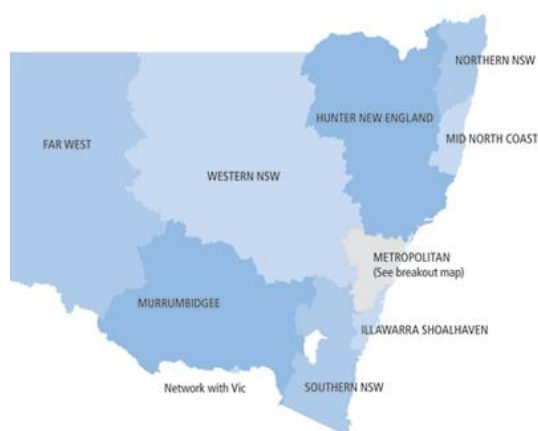 NORTHERN NSW
HUNTER NEW ENGLAND
MID NORTH COAST
FAR WEST
WESTERN NSW
METROPOLITAN
(See breakout map)
MURRUMBIDGEE
ILLAWARRA SHOALHAVEN
Network with Vic
SOUTHERN NSW